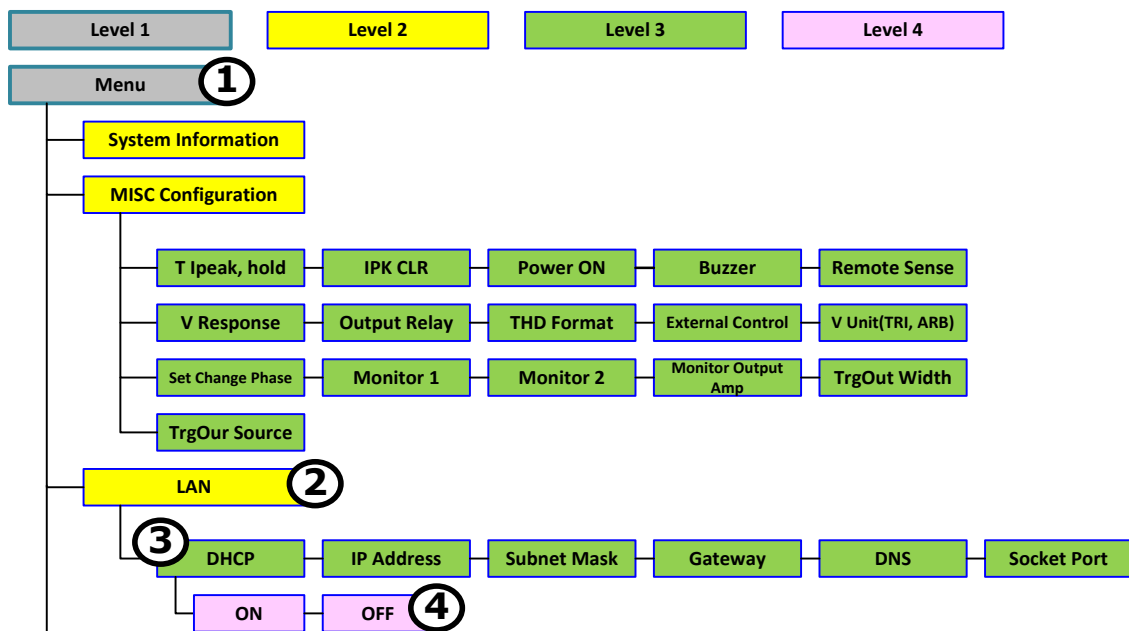 Level 1
Level 2
Level 3
Level 4
Menu
1
System Information
MISC Configuration
T Ipeak, hold
IPK CLR
Power ON
Buzzer
Remote Sense
V Response
Output Relay
THD Format
External Control
V Unit(TRI, ARB)
Set Change Phase
Monitor 1
Monitor 2
Monitor Output
Amp
TrgOut Width
TrgOur Source
LAN
2
3
DHCP
IP Address
Subnet Mask
Gateway
DNS
Socket Port
ON
OFF
4